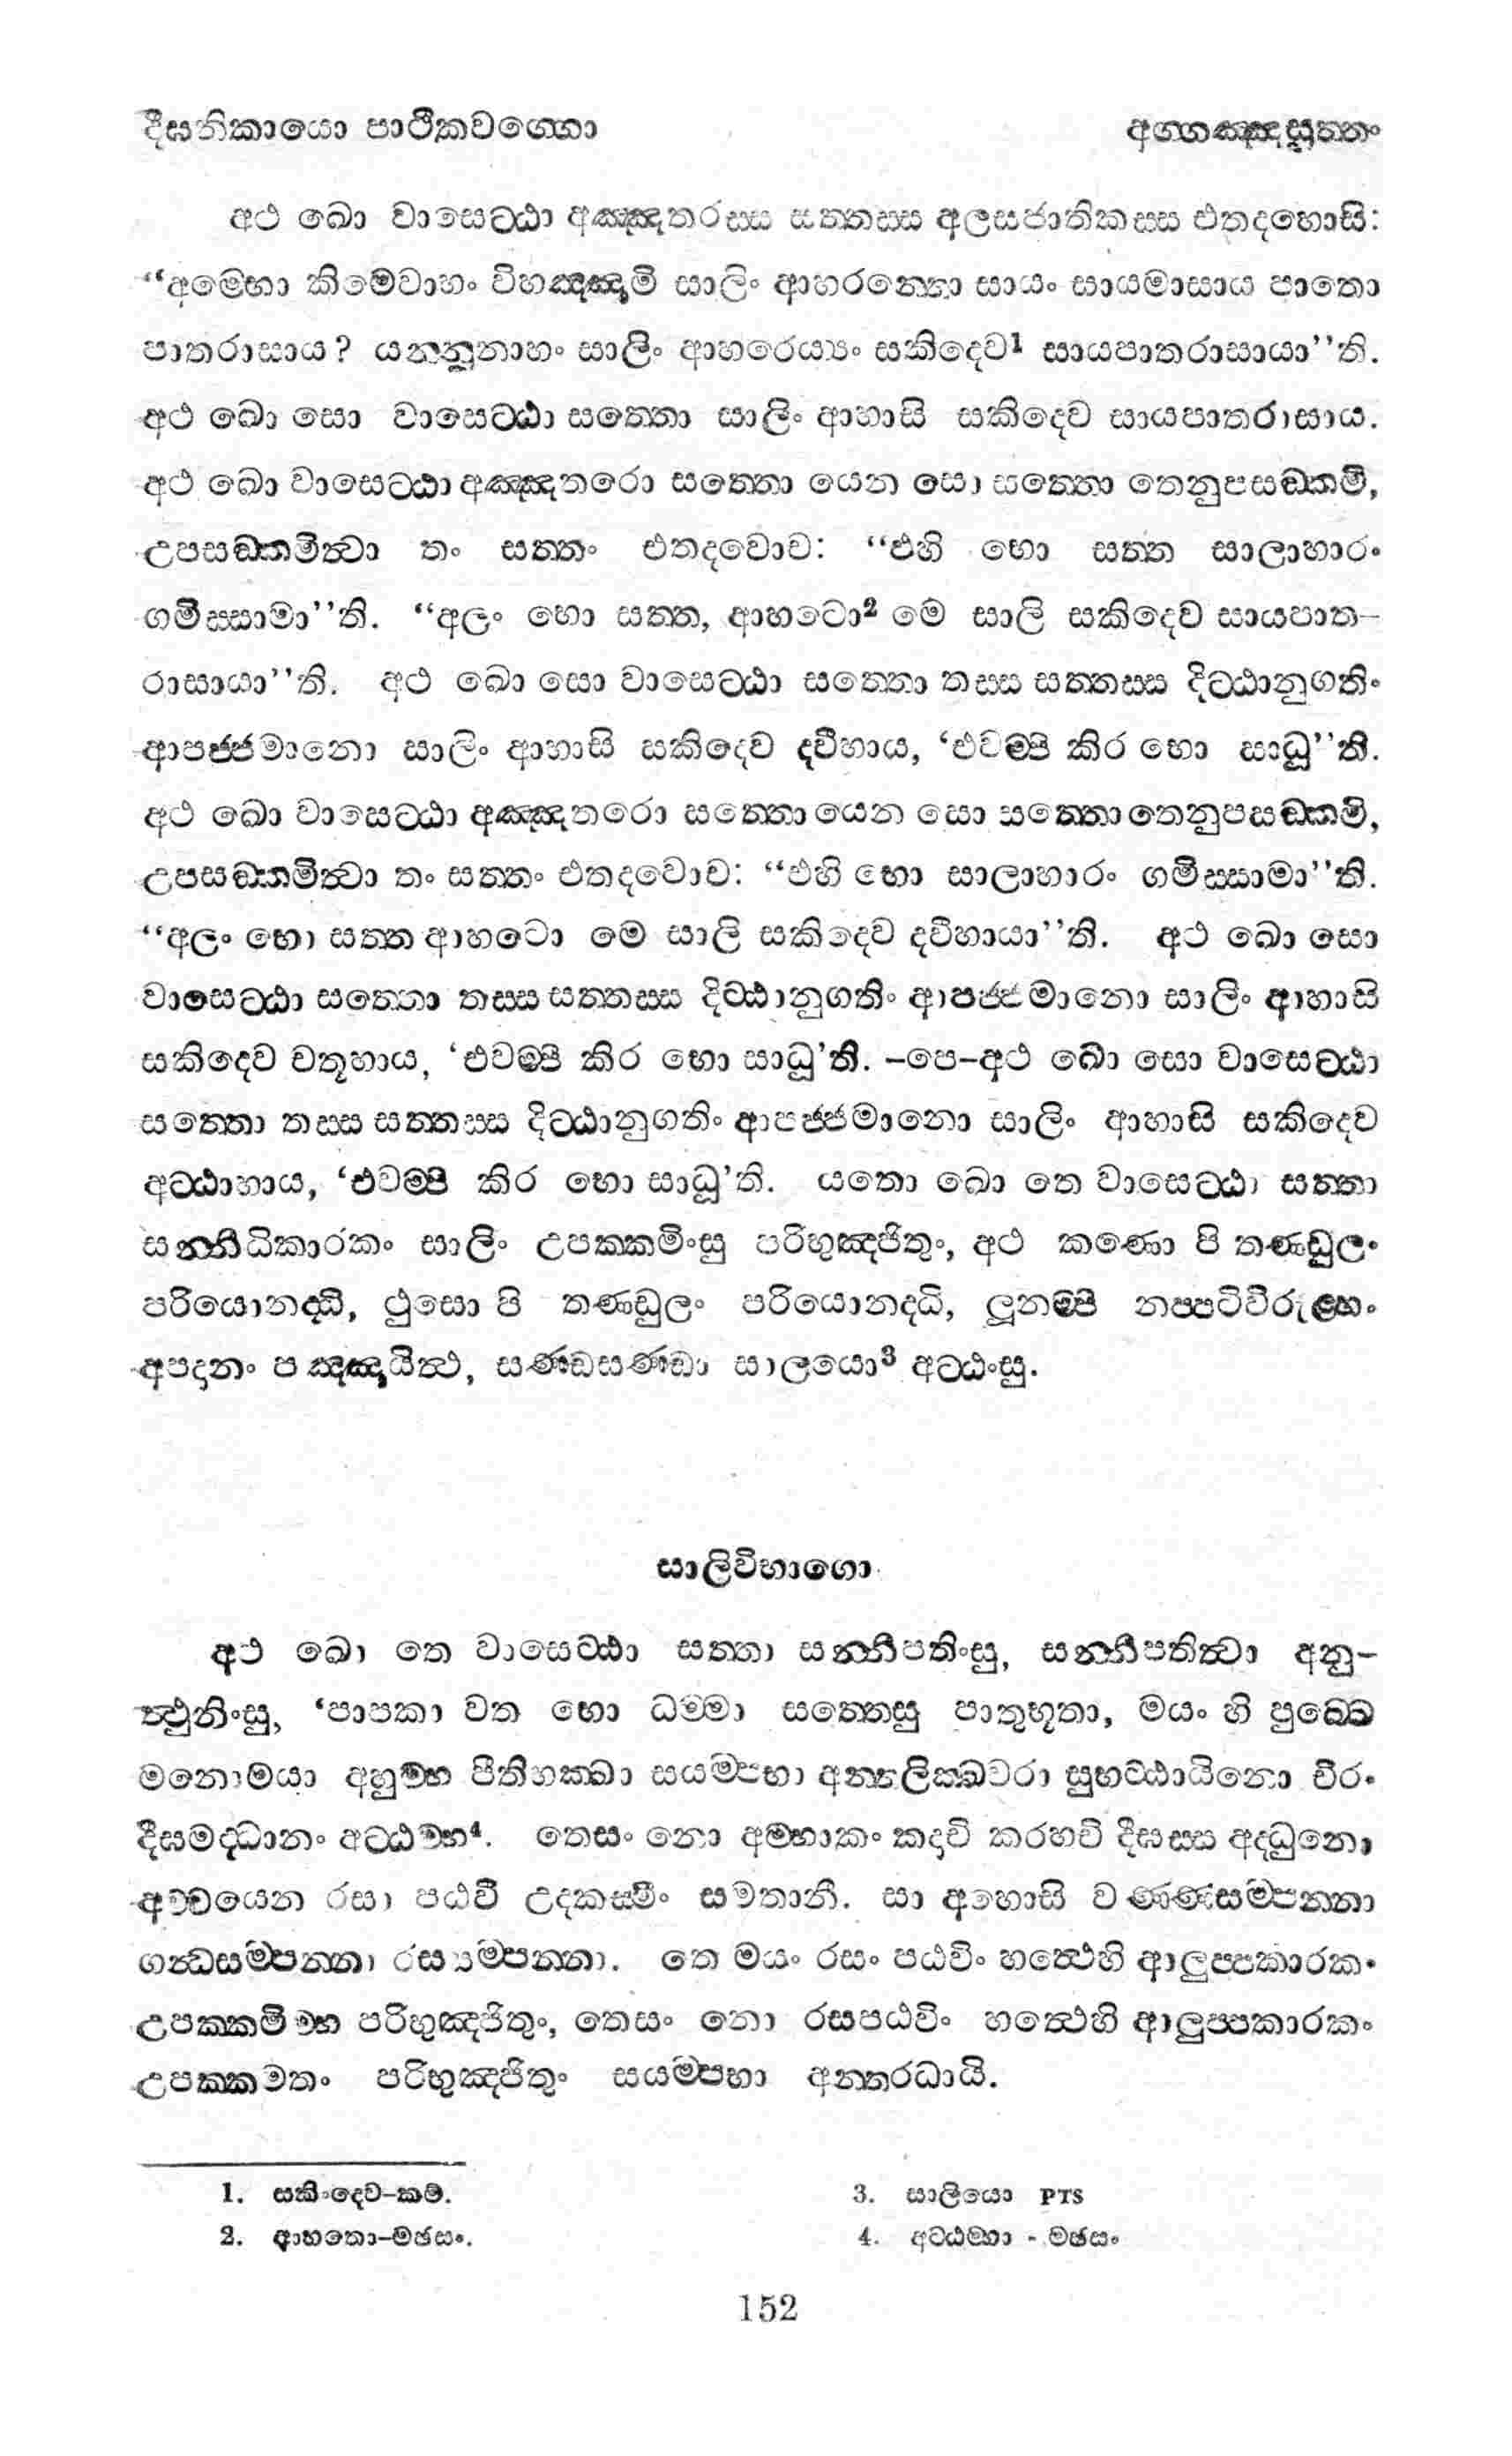 දීඝනිකායො පාථිකවග්ගො අග්ගඤ්ඤසුත්තං
අථ ඛො වාසෙට්ඨා අඤ්ඤතරස්ස සත්තස්ස අලසජාතිකස්ස එතදහොසි:
“අම්භො කිමෙවාහං විහඤ්ඤාමි සාලිං ආහරන්තො සායං සායමාසාය පාතො
පාතරාසාය? යන්නූනාහං සාලිං ආහරෙය්‍යං සකිදෙව1 සායපාතරාසායා’’ති.
අථ ඛො සො වාසෙට්ඨා සත්තො සාලිං ආහාසි සකිදෙව සායපාතරාසාය.
අථ ඛො වාසෙට්ඨා අඤ්ඤතරො සත්තො යෙන සො සත්තො තෙනුපසඞ්කමි,
උපසඞ්කමිත්වා තං සත්තං එතදවොච: “එහි භො සත්ත සාලාහාරං
ගමිස්සාමා’’ති. “අලං භො සත්ත, ආහටො2 මෙ සාලි සකිදෙව සායපාත-
රාසායා’’ති. අථ ඛො සො වාසෙට්ඨා සත්තො තස්ස සත්තස්ස දිට්ඨානුගතිං
ආපජ්ජමානො සාලිං ආහාසි සකිදෙව ද්වීහාය, ‘එවම්පි කිර භො සාධූ’’ති.
අථ ඛො වාසෙට්ඨා අඤ්ඤතරො සත්තො යෙන සො සත්තො තෙනුපසඞ්කමි,
උපසඞ්කමිත්වා තං සත්තං එතදවොච: “එහි භො සාලාහාරං ගමිස්සාමා’’ති.
“අලං භො සත්ත ආහටො මෙ සාලි සකිදෙව ද්වීහායා’’ති. අථ ඛො සො
වාසෙට්ඨා සත්තො තස්ස සත්තස්ස දිට්ඨානුගතිං ආපජ්ජමානො සාලිං ආහාසි
සකිදෙව චතූහාය, ‘එවම්පි කිර භො සාධූ’ති. -පෙ-අථ ඛො සො වාසෙට්ඨා
සත්තො තස්ස සත්තස්ස දිට්ඨානුගතිං ආපජ්ජමානො සාලිං ආහාසි සකිදෙව
අට්ඨාහාය, ‘එවම්පි කිර භො සාධූ’ති. යතො ඛො තෙ වාසෙට්ඨා සත්තා
සන්නිධිකාරකං සාලිං උපක්කමිංසු පරිභුඤ්ජිතුං, අථ කණො පි තණ්ඩුලං
පරියොනද්ධි, ථුසො පි තණ්ඩුලං පරියොනද්ධි, ලූනම්පි නප්පටිවිරූළ්හං
අපදානං පඤ්ඤායිත්ථ, සණ්ඩසණ්ඩා සාලයො3 අට්ඨංසු.
සාලිවිභාගො
අථ ඛො තෙ වාසෙට්ඨා සත්තා සන්නිපතිංසු, සන්නිපතිත්වා අනු-
ත්ථුනිංසු, ‘පාපකා වත භො ධම්මා සත්තෙසු පාතුභූතා, මයං හි පුබ්බෙ
මනොමයා අහුම්හ පීතිභක්ඛා සයම්පභා අන්තලික්ඛචරා සුභට්ඨායිනො චිරං
දීඝමද්ධානං අට්ඨම්හ4. තෙසං නො අම්හාකං කදාචි කරහචි දීඝස්ස අද්ධුනො
අච්චයෙන රසා පඨවි උදකස්මිං සමතානි. සා අහොසි වණ්ණසම්පන්නා
ගන්ධසම්පන්නා රසසම්පන්නා. තෙ මයං රසං පඨවිං හත්ථෙහි ආලුප්පකාරකං
උපක්කමිම්හ පරිභුඤ්ජිතුං, තෙසං නො රසපඨවිං හත්ථෙහි ආලුප්පකාරකං
උපක්කමතං පරිභුඤ්ජිතුං සයම්පභා අන්තරධායි.
1. සකිංදෙව-කම්.
2. ආභතො-මඡසං.
3. සාලියො PTS
4. අට්ඨම්හා - මඡසං
152